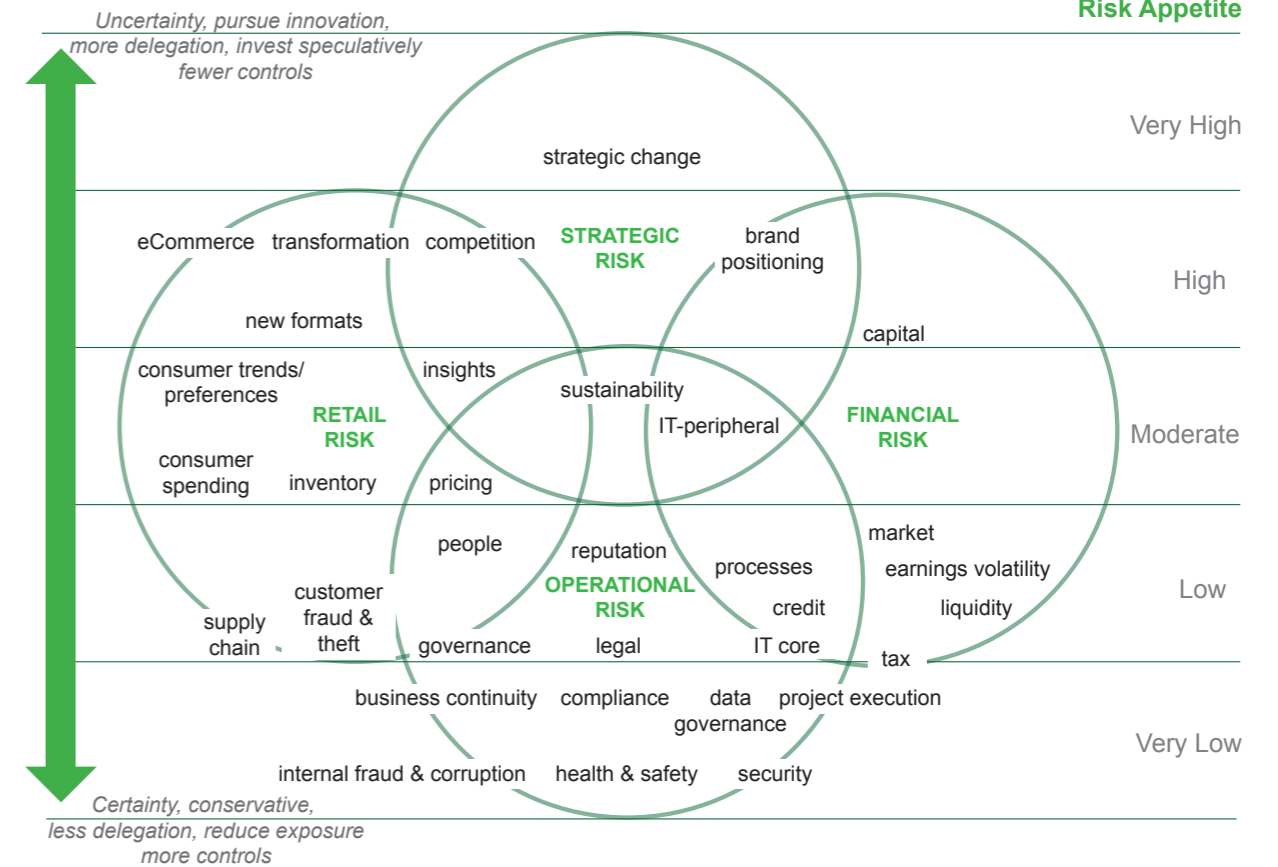 Risk Appetite
Uncertainty, pursue innovation,
more delegation, invest speculatively
fewer controls
Very High
strategic change
eCommerce transformation competition
STRATEGIC
RISK
brand
positioning
High
new formats
capital
consumer trends/
preferences
insights
sustainability
RETAIL
RISK
IT-peripheral
FINANCIAL
RISK
Moderate
consumer
spending
inventory
pricing
people
reputation
market
processes
earnings volatility
OPERATIONAL
RISK
Low
customer
fraud &
theft
credit
liquidity
supply
chain
governance
legal
IT core
tax
business continuity
compliance
data
governance
project execution
Very Low
internal fraud & corruption
health & safety
security
Certainty, conservative,
less delegation, reduce exposure
more controls